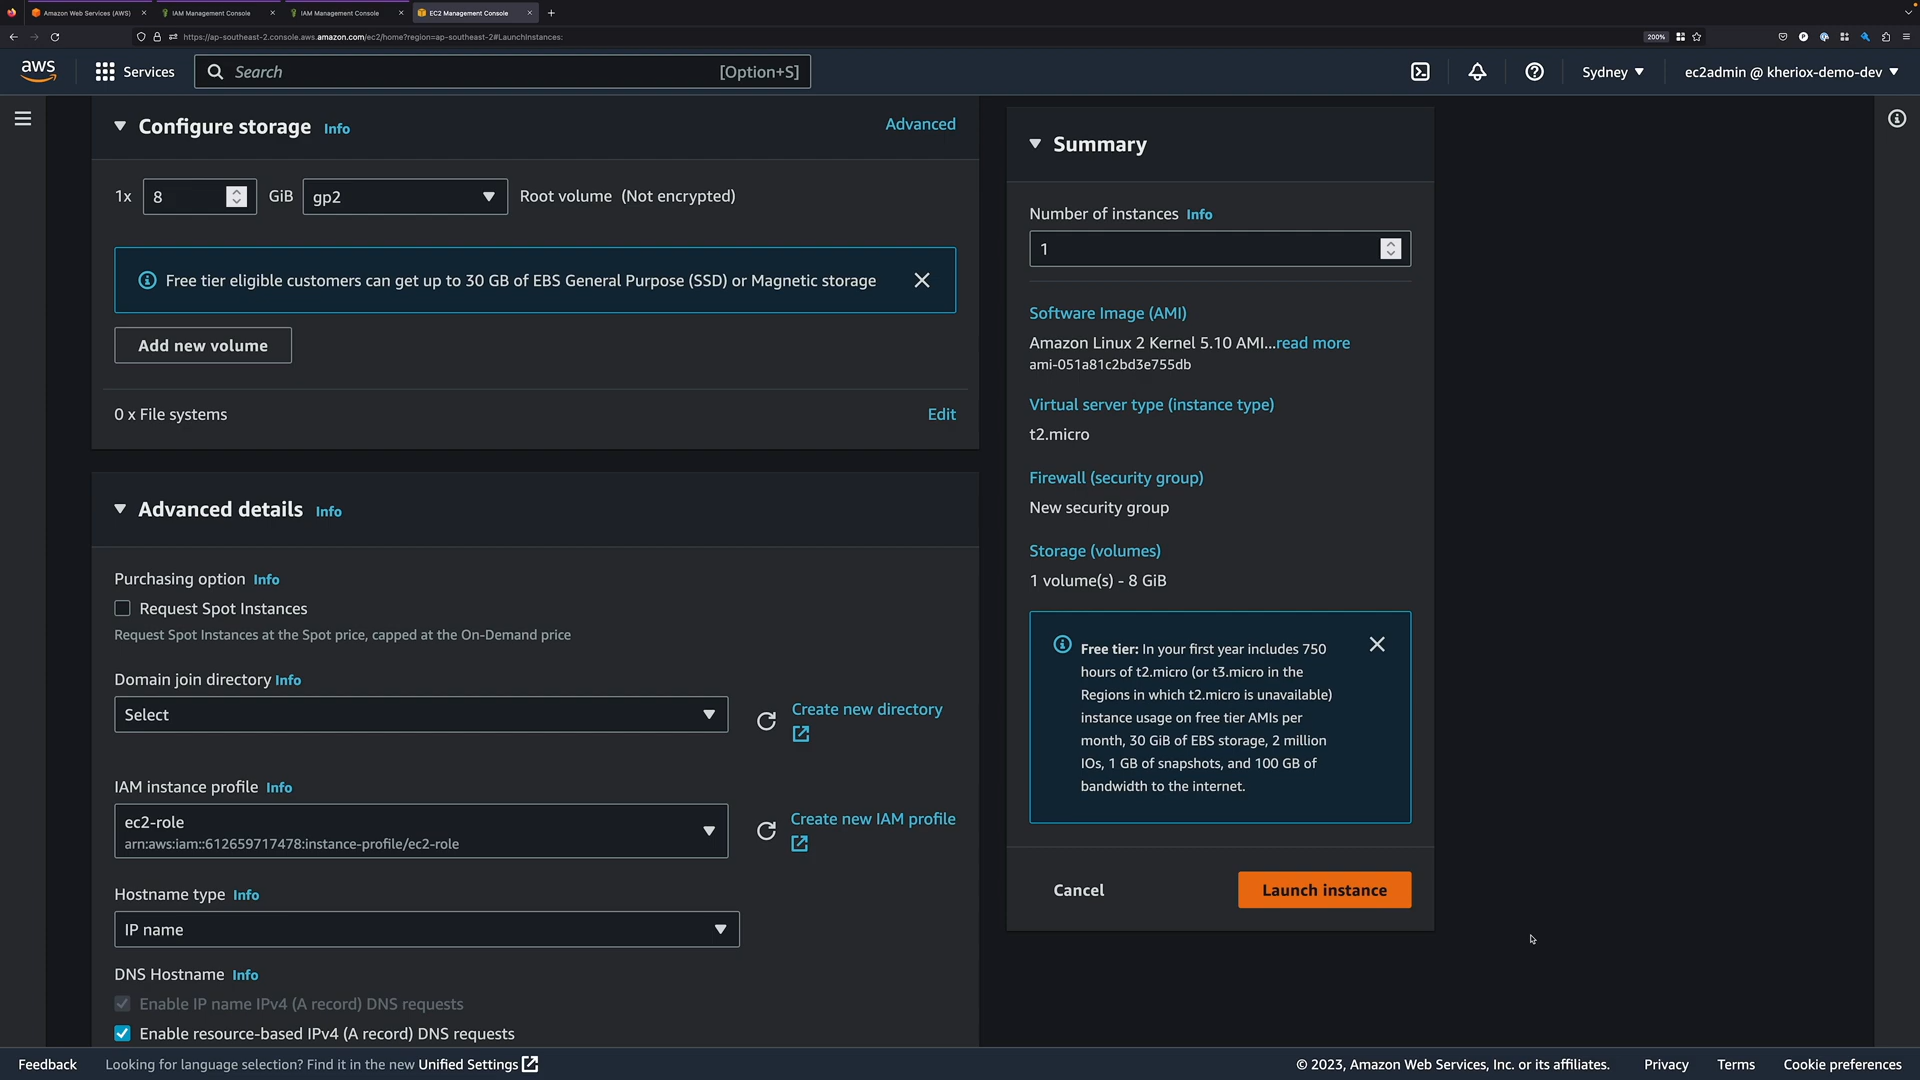 Amazon Web Services (AWS)
IAM Management Console
IAM Management Console
EC2 Management Console
https://ap-southeast-2.console.aws.amazon.com/ec2/home?region=ap-southeast-2#LaunchInstances:
200%
aws
Services
Search
[Option+S]
Sydney
ec2admin @ kheriox-demo-dev
Configure storage Info
Advanced
1x 8 GiB gp2 Root volume (Not encrypted)
Free tier eligible customers can get up to 30 GB of EBS General Purpose (SSD) or Magnetic storage
Add new volume
0 x File systems
Edit
Advanced details Info
Purchasing option Info
Request Spot Instances
Request Spot Instances at the Spot price, capped at the On-Demand price
Domain join directory Info
Select
Create new directory
IAM instance profile Info
ec2-role
arn:aws:iam::612659717478:instance-profile/ec2-role
Create new IAM profile
Hostname type Info
IP name
DNS Hostname Info
Enable IP name IPv4 (A record) DNS requests
Enable resource-based IPv4 (A record) DNS requests
Summary
Number of instances Info
1
Software Image (AMI)
Amazon Linux 2 Kernel 5.10 AMI...read more
ami-051a81c2bd3e755db
Virtual server type (instance type)
t2.micro
Firewall (security group)
New security group
Storage (volumes)
1 volume(s) - 8 GiB
Free tier: In your first year includes 750
hours of t2.micro (or t3.micro in the
Regions in which t2.micro is unavailable)
instance usage on free tier AMIs per
month, 30 GiB of EBS storage, 2 million
IOs, 1 GB of snapshots, and 100 GB of
bandwidth to the internet.
Cancel
Launch instance
Feedback
Looking for language selection? Find it in the new Unified Settings
© 2023, Amazon Web Services, Inc. or its affiliates.
Privacy
Terms
Cookie preferences